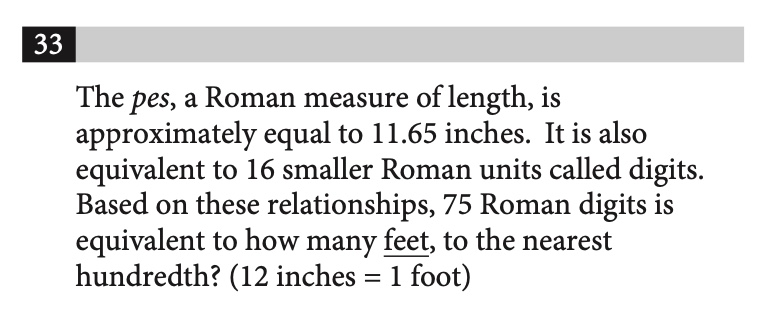 33
The pes, a Roman measure of length, is
approximately equal to 11.65 inches. It is also
equivalent to 16 smaller Roman units called digits.
Based on these relationships, 75 Roman digits is
equivalent to how many feet, to the nearest
hundredth? (12 inches = 1 foot)